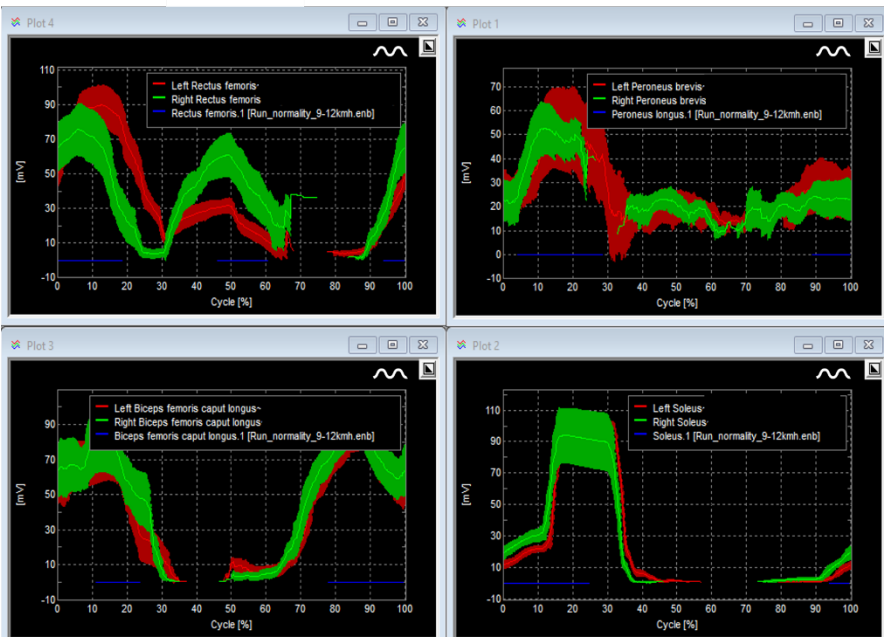 Plot 4
110
90
70
50
30
10
-10
[mV]
Left Rectus femoris
Right Rectus femoris
Rectus femoris.1 [Run_normality_9-12kmh.enb]
0 10 20 30 40 50 60 70 80 90 100
Cycle [%]
Plot 1
70
60
50
40
30
20
10
0
-10
[mV]
Left Peroneus brevis
Right Peroneus brevis
Peroneus longus.1 [Run_normality_9-12kmh.enb]
0 10 20 30 40 50 60 70 80 90 100
Cycle [%]
Plot 3
90
70
50
30
10
-10
[mV]
Left Biceps femoris caput longus
Right Biceps femoris caput longus
Biceps femoris caput longus.1 [Run_normality_9-12kmh.enb]
0 10 20 30 40 50 60 70 80 90 100
Cycle [%]
Plot 2
110
90
70
50
30
10
-10
[mV]
Left Soleus
Right Soleus
Soleus.1 [Run_normality_9-12kmh.enb]
0 10 20 30 40 50 60 70 80 90 100
Cycle [%]